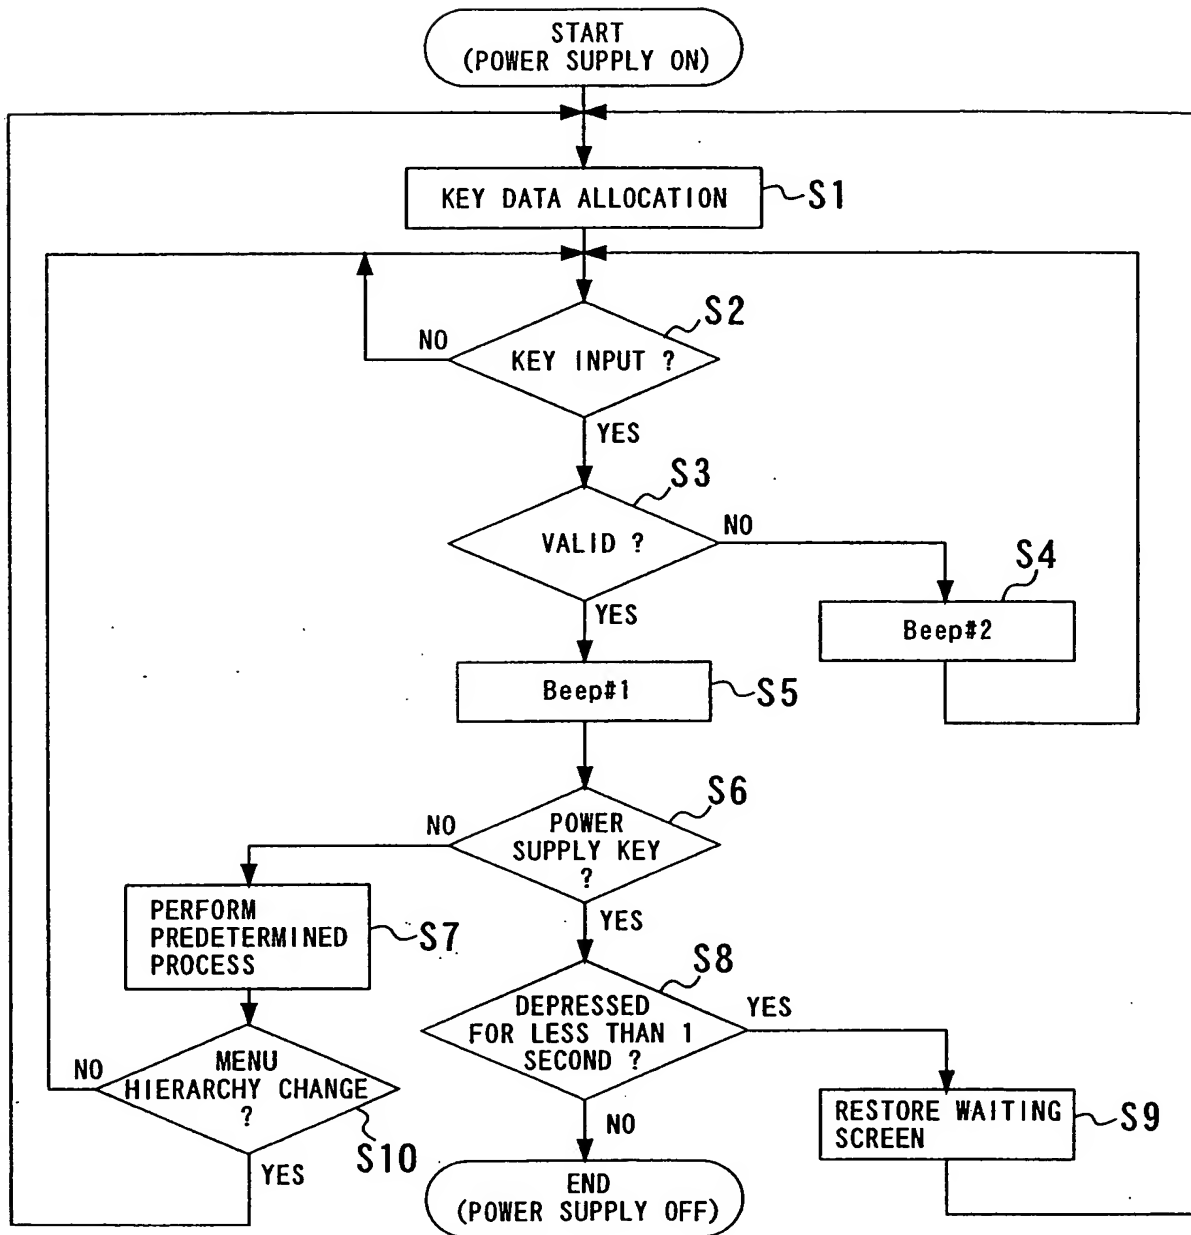 START
(POWER SUPPLY ON)
KEY DATA ALLOCATION
S1
S2
NO
KEY INPUT ?
YES
S3
VALID ?
NO
YES
S4
Beep#2
Beep#1
S5
S6
NO
POWER
SUPPLY KEY
?
YES
PERFORM
PREDETERMINED
PROCESS
S7
S8
DEPRESSED
FOR LESS THAN 1
SECOND ?
YES
NO
NO
MENU
HIERARCHY CHANGE
?
S10
YES
RESTORE WAITING
SCREEN
S9
END
(POWER SUPPLY OFF)